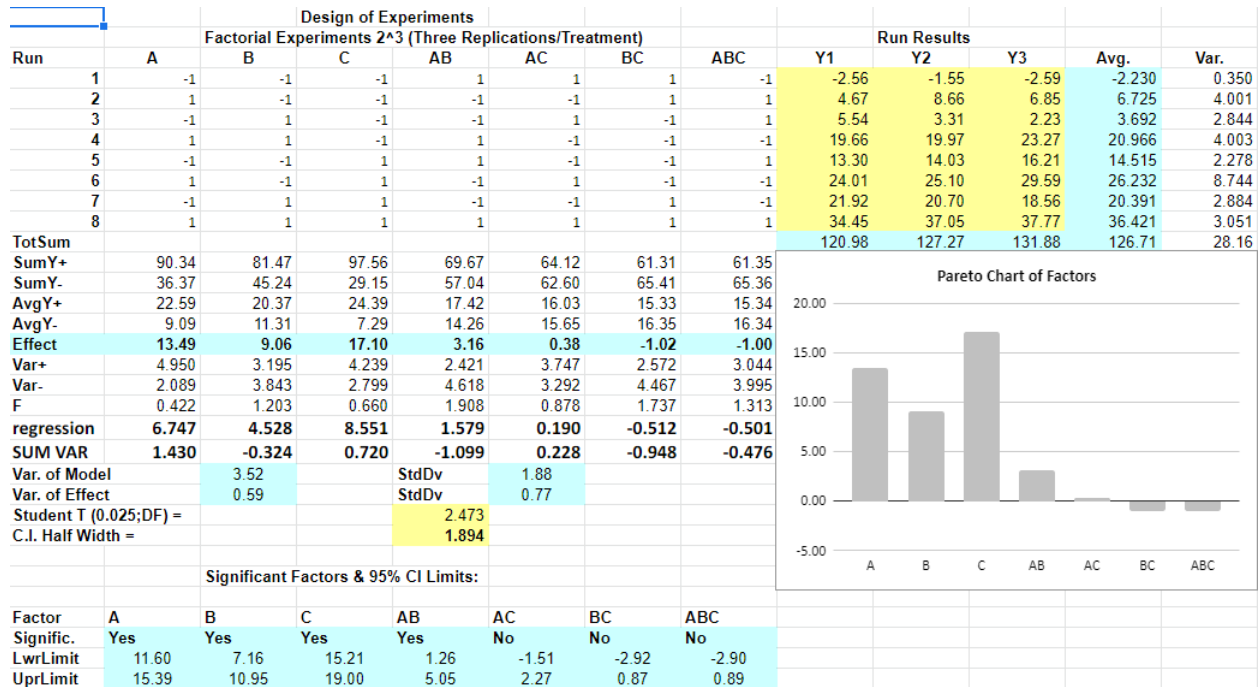 Design of Experiments
Factorial Experiments 2^3 (Three Replications/Treatment) Run Results
Run A B C AB AC BC ABC Y1 Y2 Y3 Avg. Var.
1 -1 -1 -1 1 1 1 -1 -2.56 -1.55 -2.59 -2.230 0.350
2 1 -1 -1 -1 -1 1 1 4.67 8.66 6.85 6.725 4.001
3 -1 1 -1 -1 1 -1 1 5.54 3.31 2.23 3.692 2.844
4 1 1 -1 1 -1 -1 -1 19.66 19.97 23.27 20.966 4.003
5 -1 -1 1 1 -1 -1 1 13.30 14.03 16.21 14.515 2.278
6 1 -1 1 -1 1 -1 -1 24.01 25.10 29.59 26.232 8.744
7 -1 1 1 -1 -1 1 -1 21.92 20.70 18.56 20.391 2.884
8 1 1 1 1 1 1 1 34.45 37.05 37.77 36.421 3.051
TotSum 120.98 127.27 131.88 126.71 28.16
SumY+ 90.34 81.47 97.56 69.67 64.12 61.31 61.35
SumY- 36.37 45.24 29.15 57.04 62.60 65.41 65.36
AvgY+ 22.59 20.37 24.39 17.42 16.03 15.33 15.34
AvgY- 9.09 11.31 7.29 14.26 15.65 16.35 16.34
Effect 13.49 9.06 17.10 3.16 0.38 -1.02 -1.00
Var+ 4.950 3.195 4.239 2.421 3.747 2.572 3.044
Var- 2.089 3.843 2.799 4.618 3.292 4.467 3.995
F 0.422 1.203 0.660 1.908 0.878 1.737 1.313
regression 6.747 4.528 8.551 1.579 0.190 -0.512 -0.501
SUM VAR 1.430 -0.324 0.720 -1.099 0.228 -0.948 -0.476
Var. of Model 3.52 StdDv 1.88
Var. of Effect 0.59 StdDv 0.77
Student T (0.025;DF) = 2.473
C.I. Half Width = 1.894
Significant Factors & 95% CI Limits:
Factor A B C AB AC BC ABC
Signific. Yes Yes Yes Yes No No No
LwrLimit 11.60 7.16 15.21 1.26 -1.51 -2.92 -2.90
UprLimit 15.39 10.95 19.00 5.05 2.27 0.87 0.89
Pareto Chart of Factors
20.00
15.00
10.00
5.00
0.00
-5.00
A B C AB AC BC ABC